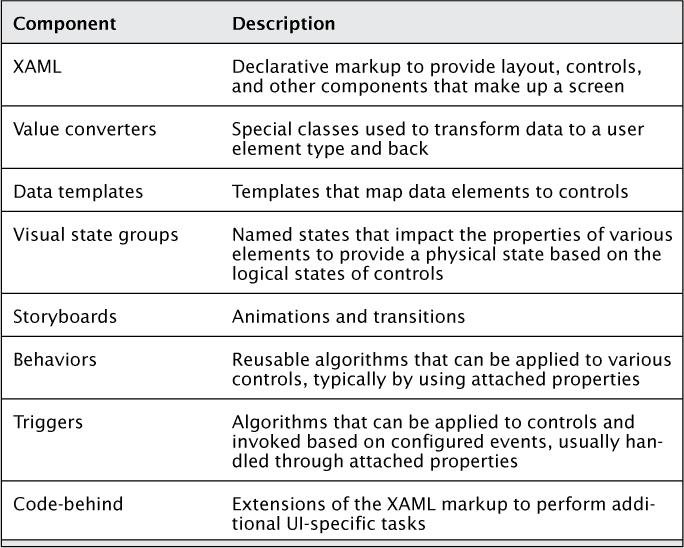 Component Description
XAML Declarative markup to provide layout, controls,
and other components that make up a screen
Value converters Special classes used to transform data to a user
element type and back
Data templates Templates that map data elements to controls
Visual state groups Named states that impact the properties of various
elements to provide a physical state based on the
logical states of controls
Storyboards Animations and transitions
Behaviors Reusable algorithms that can be applied to various
controls, typically by using attached properties
Triggers Algorithms that can be applied to controls and
invoked based on configured events, usually han-
dled through attached properties
Code-behind Extensions of the XAML markup to perform addi-
tional UI-specific tasks